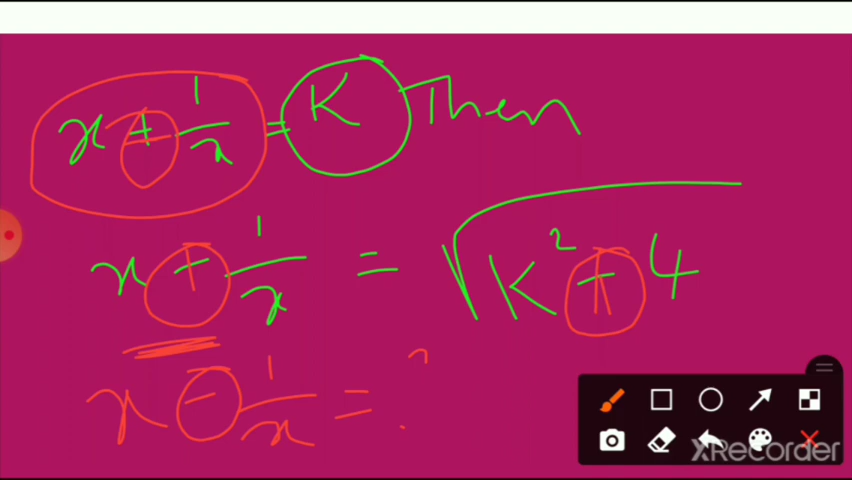 x + 1/x = K Then
x + 1/x = √K² + 4
x - 1/x = ?
XRecorder